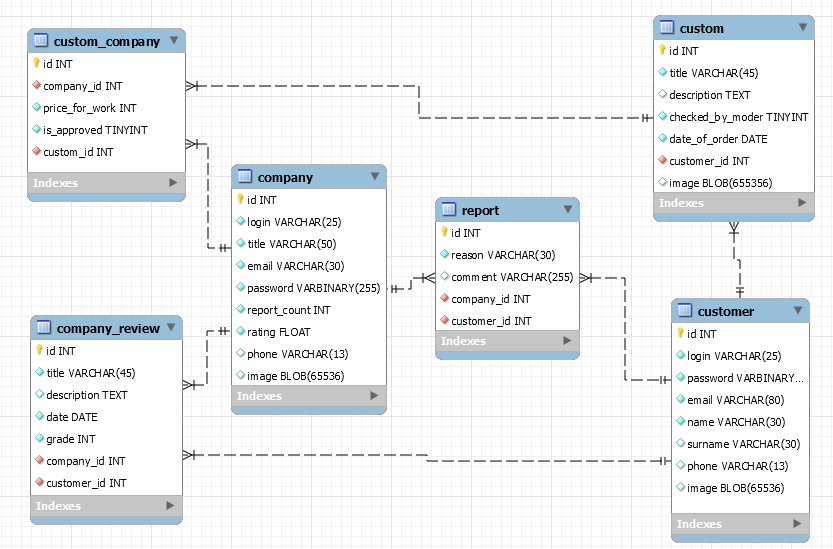 custom_company
id INT
company_id INT
price_for_work INT
is_approved TINYINT
custom_id INT
Indexes
custom
id INT
title VARCHAR(45)
description TEXT
checked_by_moder TINYINT
date_of_order DATE
customer_id INT
image BLOB(655356)
Indexes
company
id INT
login VARCHAR(25)
title VARCHAR(50)
email VARCHAR(30)
password VARBINARY(255)
report_count INT
rating FLOAT
phone VARCHAR(13)
image BLOB(65536)
Indexes
report
id INT
reason VARCHAR(30)
comment VARCHAR(255)
company_id INT
customer_id INT
Indexes
company_review
id INT
title VARCHAR(45)
description TEXT
date DATE
grade INT
company_id INT
customer_id INT
Indexes
customer
id INT
login VARCHAR(25)
password VARBINARY...
email VARCHAR(80)
name VARCHAR(30)
surname VARCHAR(30)
phone VARCHAR(13)
image BLOB(65536)
Indexes